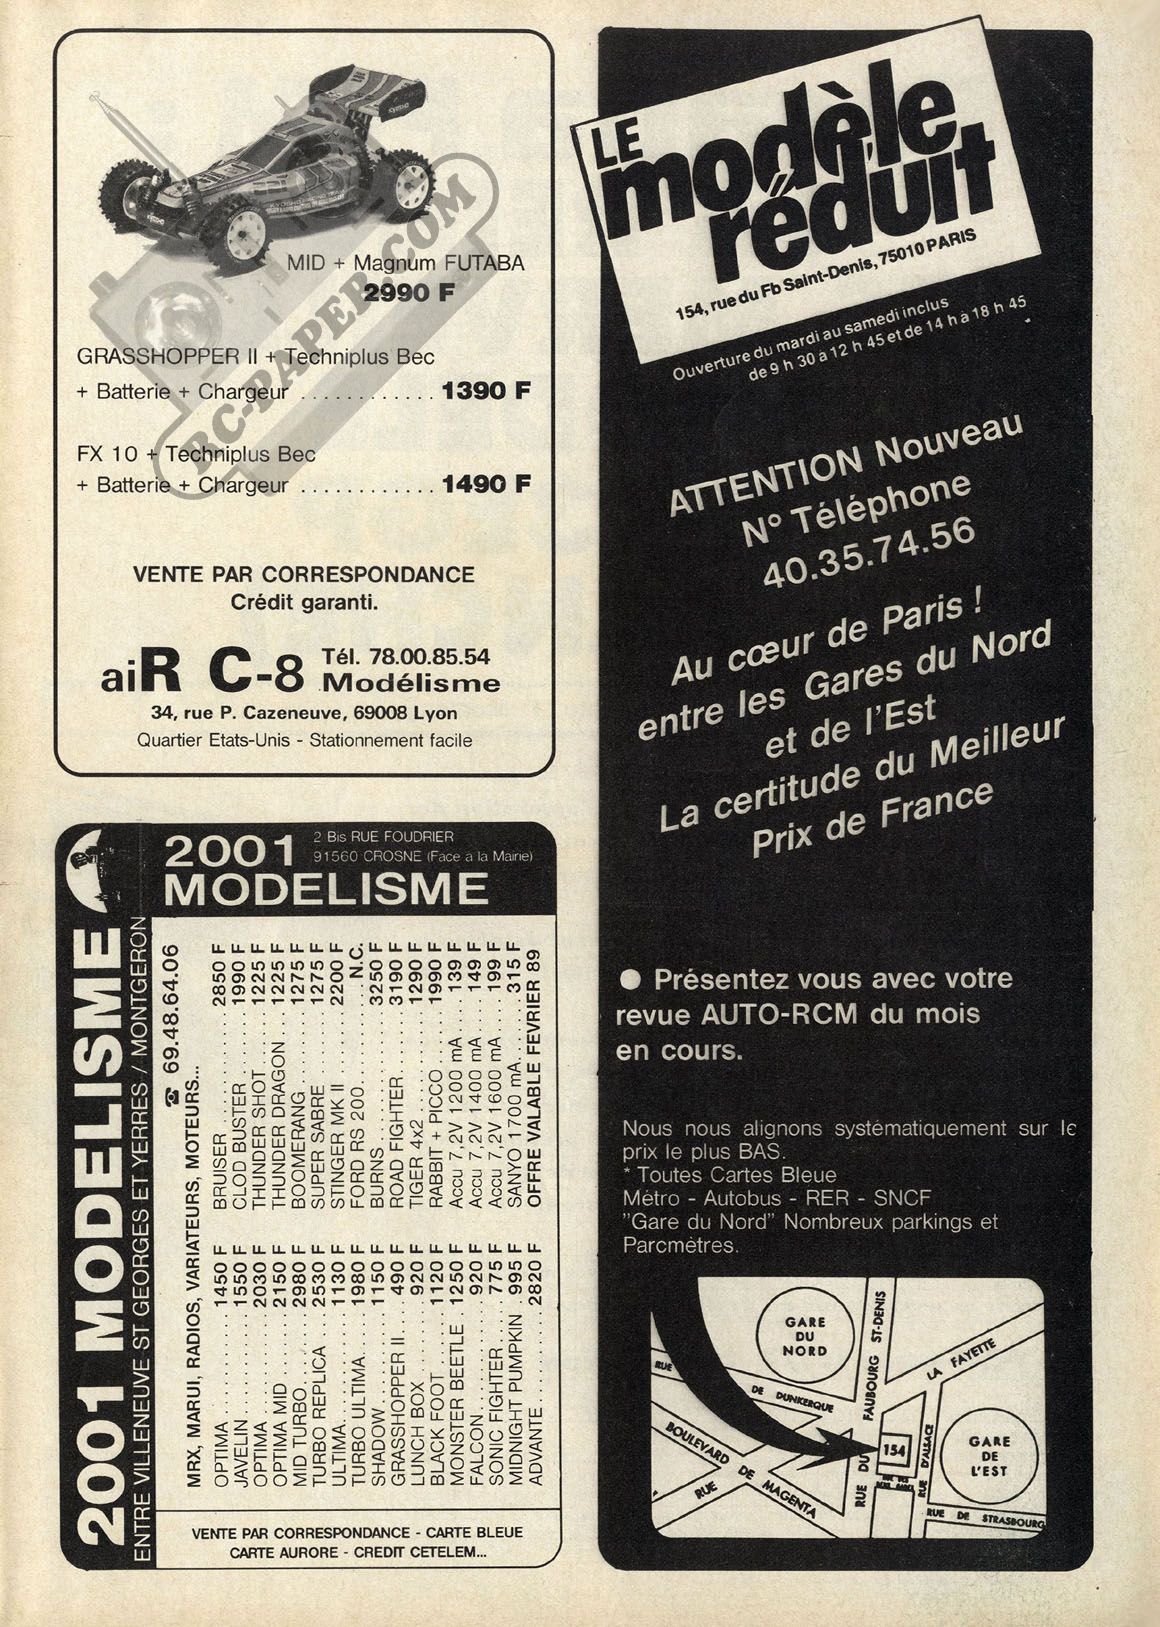 MID + Magnum FUTABA
2990 F
GRASSHOPPER II + Techniplus Bec
+ Batterie + Chargeur ............ 1390 F
FX 10 + Techniplus Bec
+ Batterie + Chargeur ............ 1490 F
VENTE PAR CORRESPONDANCE
Crédit garanti.
aiR C-8 Tél. 78.00.85.54
Modélisme
34, rue P. Cazeneuve, 69008 Lyon
Quartier Etats-Unis - Stationnement facile
RC-PAPER.COM
KYOSHO
LE
modèle
réduit
154, rue du Fb Saint-Denis, 75010 PARIS
Ouverture du mardi au samedi inclus
de 9 h 30 à 12 h 45 et de 14 h à 18 h 45
ATTENTION Nouveau
N° Téléphone
40.35.74.56
Au cœur de Paris !
entre les Gares du Nord
et de l'Est
La certitude du Meilleur
Prix de France
● Présentez vous avec votre
revue AUTO-RCM du mois
en cours.
Nous nous alignons systématiquement sur le
prix le plus BAS.
* Toutes Cartes Bleue
Métro - Autobus - RER - SNCF
"Gare du Nord" Nombreux parkings et
Parcmètres.
GARE
DU
NORD
FAUBOURG ST-DENIS
LA FAYETTE
RUE
DE DUNKERQUE
BOULEVARD DE MAGENTA
RUE
RUE DU
154
RUE D'ALSACE
GARE
DE
L'EST
RUE DE STRASBOURG
2001 2 Bis RUE FOUDRIER
91560 CROSNE (Face a la Mairie)
MODELISME
2001 MODELISME
ENTRE VILLENEUVE ST GEORGES ET YERRES / MONTGERON
MRX, MARUI, RADIOS, VARIATEURS, MOTEURS... ☎ 69.48.64.06
OPTIMA 1450 F
JAVELIN 1550 F
OPTIMA 2030 F
OPTIMA MID 2150 F
MID TURBO 2980 F
TURBO REPLICA 2530 F
ULTIMA 1130 F
TURBO ULTIMA 1980 F
SHADOW 1150 F
GRASSHOPPER II 490 F
LUNCH BOX 920 F
BLACK FOOT 1120 F
MONSTER BEETLE 1250 F
FALCON 920 F
SONIC FIGHTER 775 F
MIDNIGHT PUMPKIN 995 F
ADVANTE 2820 F
BRUISER 2850 F
CLOD BUSTER 1990 F
THUNDER SHOT 1225 F
THUNDER DRAGON 1225 F
BOOMERANG 1275 F
SUPER SABRE 1275 F
STINGER MK II 2200 F
FORD RS 200 N.C.
BURNS 3250 F
ROAD FIGHTER 3190 F
TIGER 4x2 1290 F
RABBIT + PICCO 1990 F
Accu 7,2V 1200 mA 139 F
Accu 7,2V 1400 mA 149 F
Accu 7,2V 1600 mA 199 F
SANYO 1700 mA 315 F
OFFRE VALABLE FEVRIER 89
VENTE PAR CORRESPONDANCE - CARTE BLEUE
CARTE AURORE - CREDIT CETELEM...